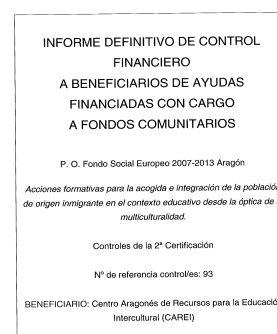 INFORME DEFINITIVO DE CONTROL
FINANCIERO
A BENEFICIARIOS DE AYUDAS
FINANCIADAS CON CARGO
A FONDOS COMUNITARIOS
P. O. Fondo Social Europeo 2007-2013 Aragón
Acciones formativas para la acogida e integración de la población
de origen inmigrante en el contexto educativo desde la óptica de
multiculturalidad.
Controles de la 2ª Certificación
Nº de referencia control/es: 93
BENEFICIARIO: Centro Aragonés de Recursos para la Educació
Intercultural (CAREI)